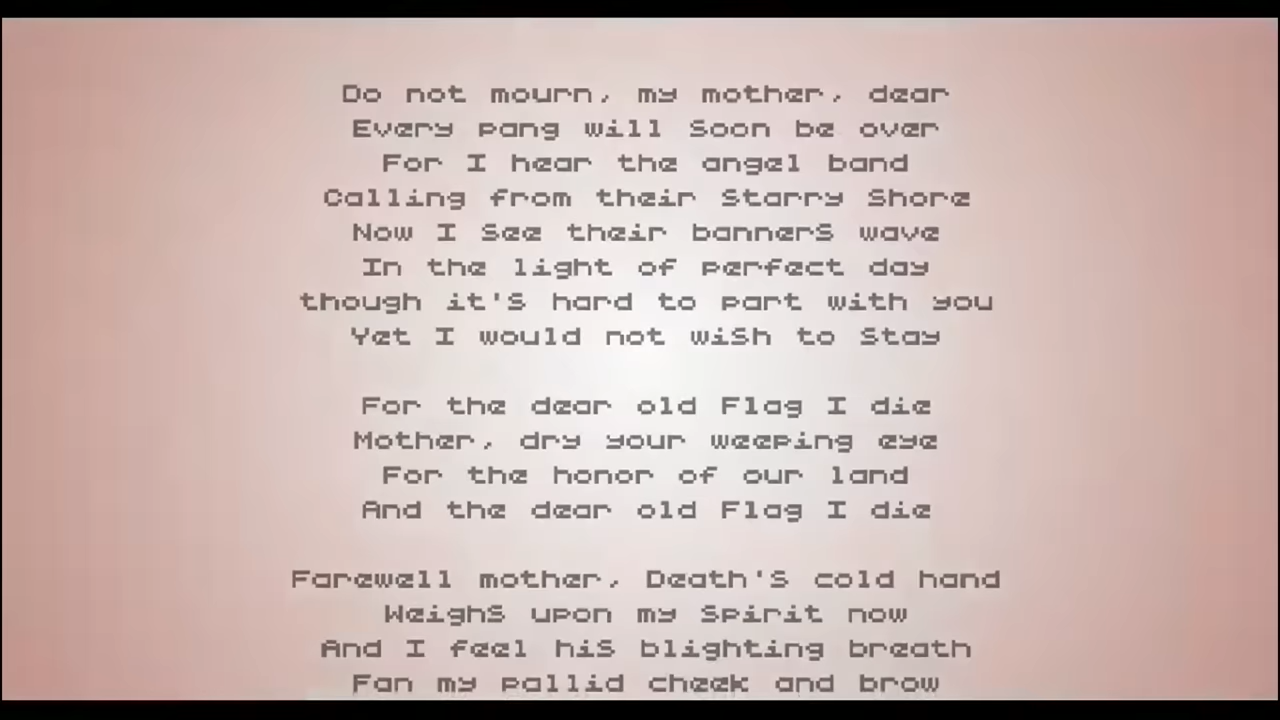 Do not mourn, my mother, dear
Every pang will Soon be over
For I hear the angel band
Calling from their Starry Shore
Now I See their bannerS wave
In the light of perfect day
though it'S hard to part with you
Yet I would not wiSh to Stay
For the dear old Flag I die
Mother, dry your weeping eye
For the honor of our land
And the dear old Flag I die
Farewell mother, Death'S cold hand
WeighS upon my Spirit now
And I feel hiS blighting breath
Fan my pallid cheek and brow